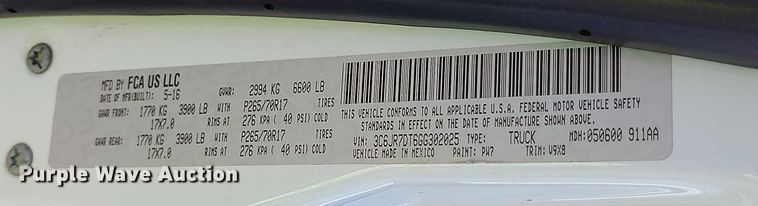 MFD BY FCA US LLC
DATE OF MFR(BUILT) 5-16 GVWR: 2994 KG 6600 LB
GAWR FRONT: 1770 KG 3900 LB WITH P265/70R17 TIRES
17X7.0 RIMS AT 276 KPA ( 40 PSI) COLD
GAWR REAR: 1770 KG 3900 LB WITH P265/70R17 TIRES
17X7.0 RIMS AT 276 KPA ( 40 PSI) COLD
THIS VEHICLE CONFORMS TO ALL APPLICABLE U.S.A. FEDERAL MOTOR VEHICLE SAFETY
STANDARDS IN EFFECT ON THE DATE OF MANUFACTURE SHOWN ABOVE.
VIN: 3C6JR7DT6GG302025 TYPE: TRUCK MDH: 050600 911AA
VEHICLE MADE IN MEXICO PAINT: PW7 TRIM: V9X8
Purple Wave Auction